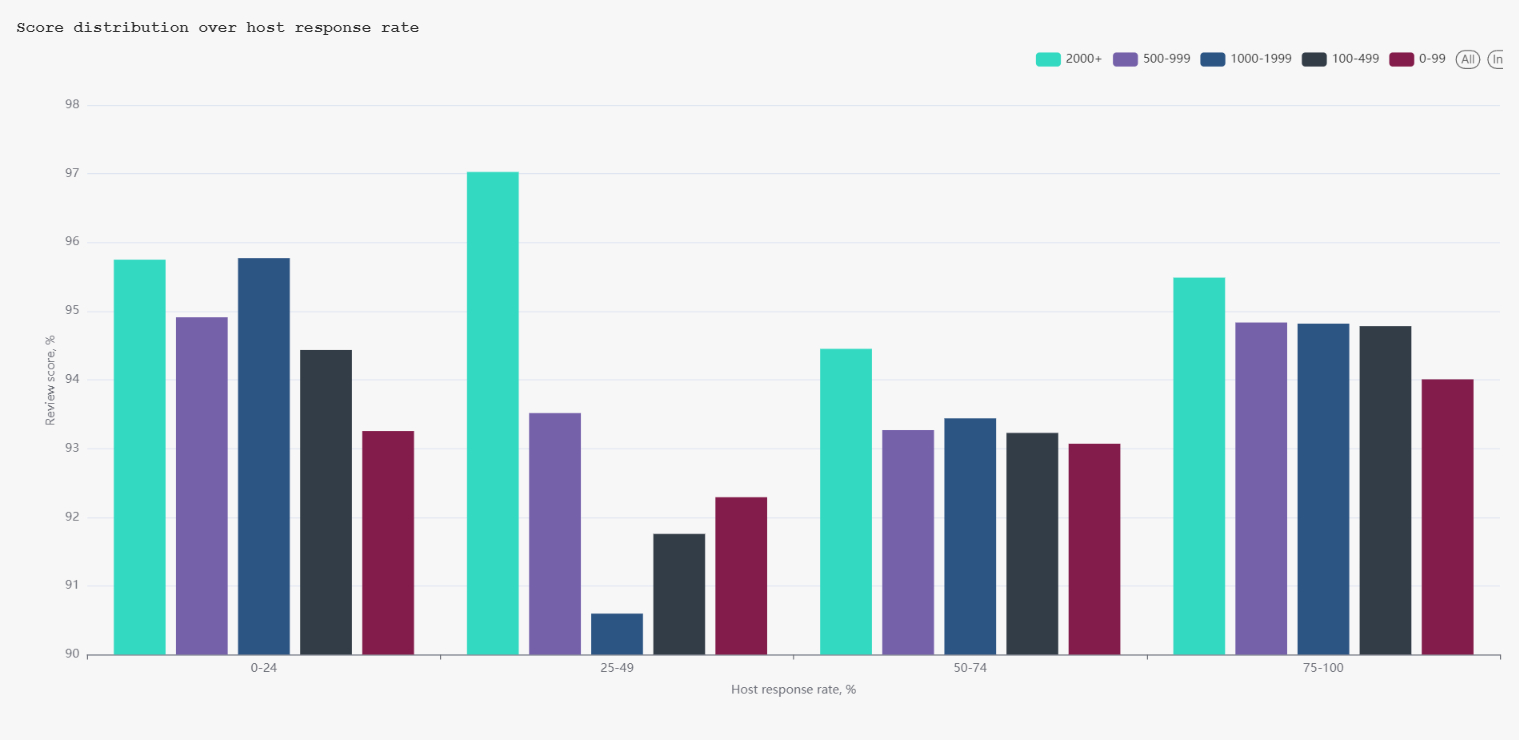 Score distribution over host response rate
2000+ 500-999 1000-1999 100-499 0-99 All In
98
97
96
95
94
93
92
91
90
Review score, %
0-24 25-49 50-74 75-100
Host response rate, %